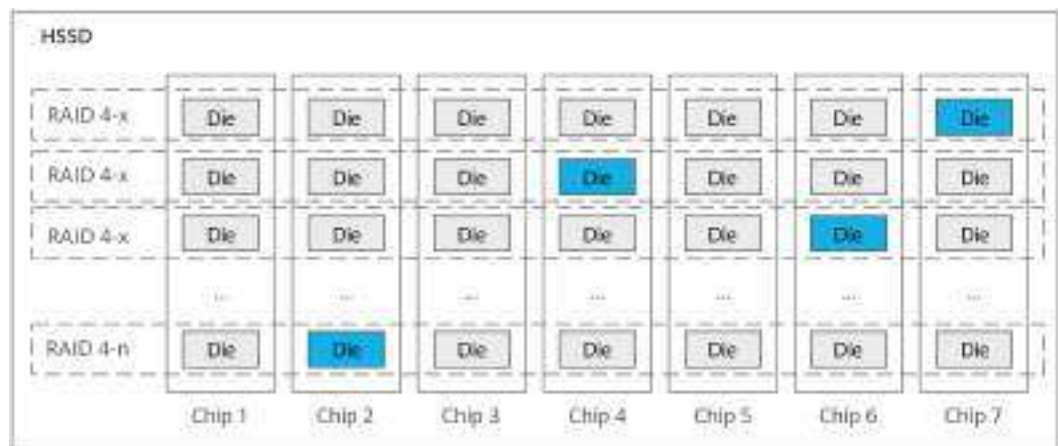 HSSD
RAID 4-x Die Die Die Die Die Die Die
RAID 4-x Die Die Die Die Die Die Die
RAID 4-x Die Die Die Die Die Die Die
... ... ... ... ... ... ...
RAID 4-n Die Die Die Die Die Die Die
Chip 1 Chip 2 Chip 3 Chip 4 Chip 5 Chip 6 Chip 7